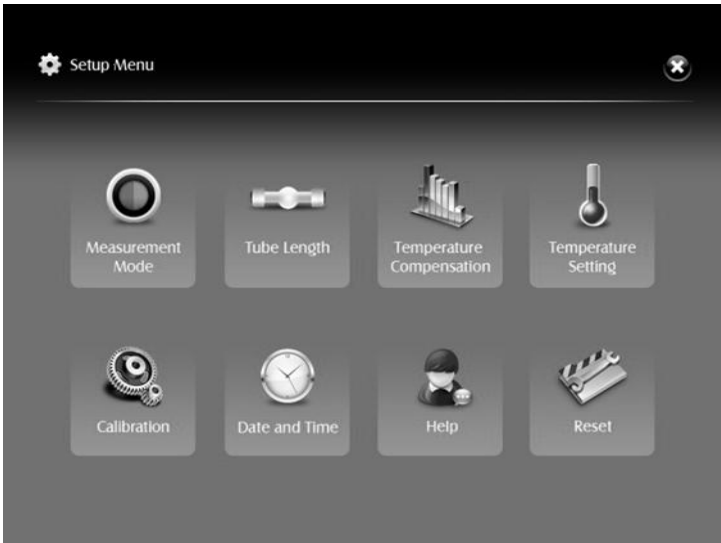 Setup Menu
Measurement
Mode
Tube Length
Temperature
Compensation
Temperature
Setting
Calibration
Date and Time
Help
Reset